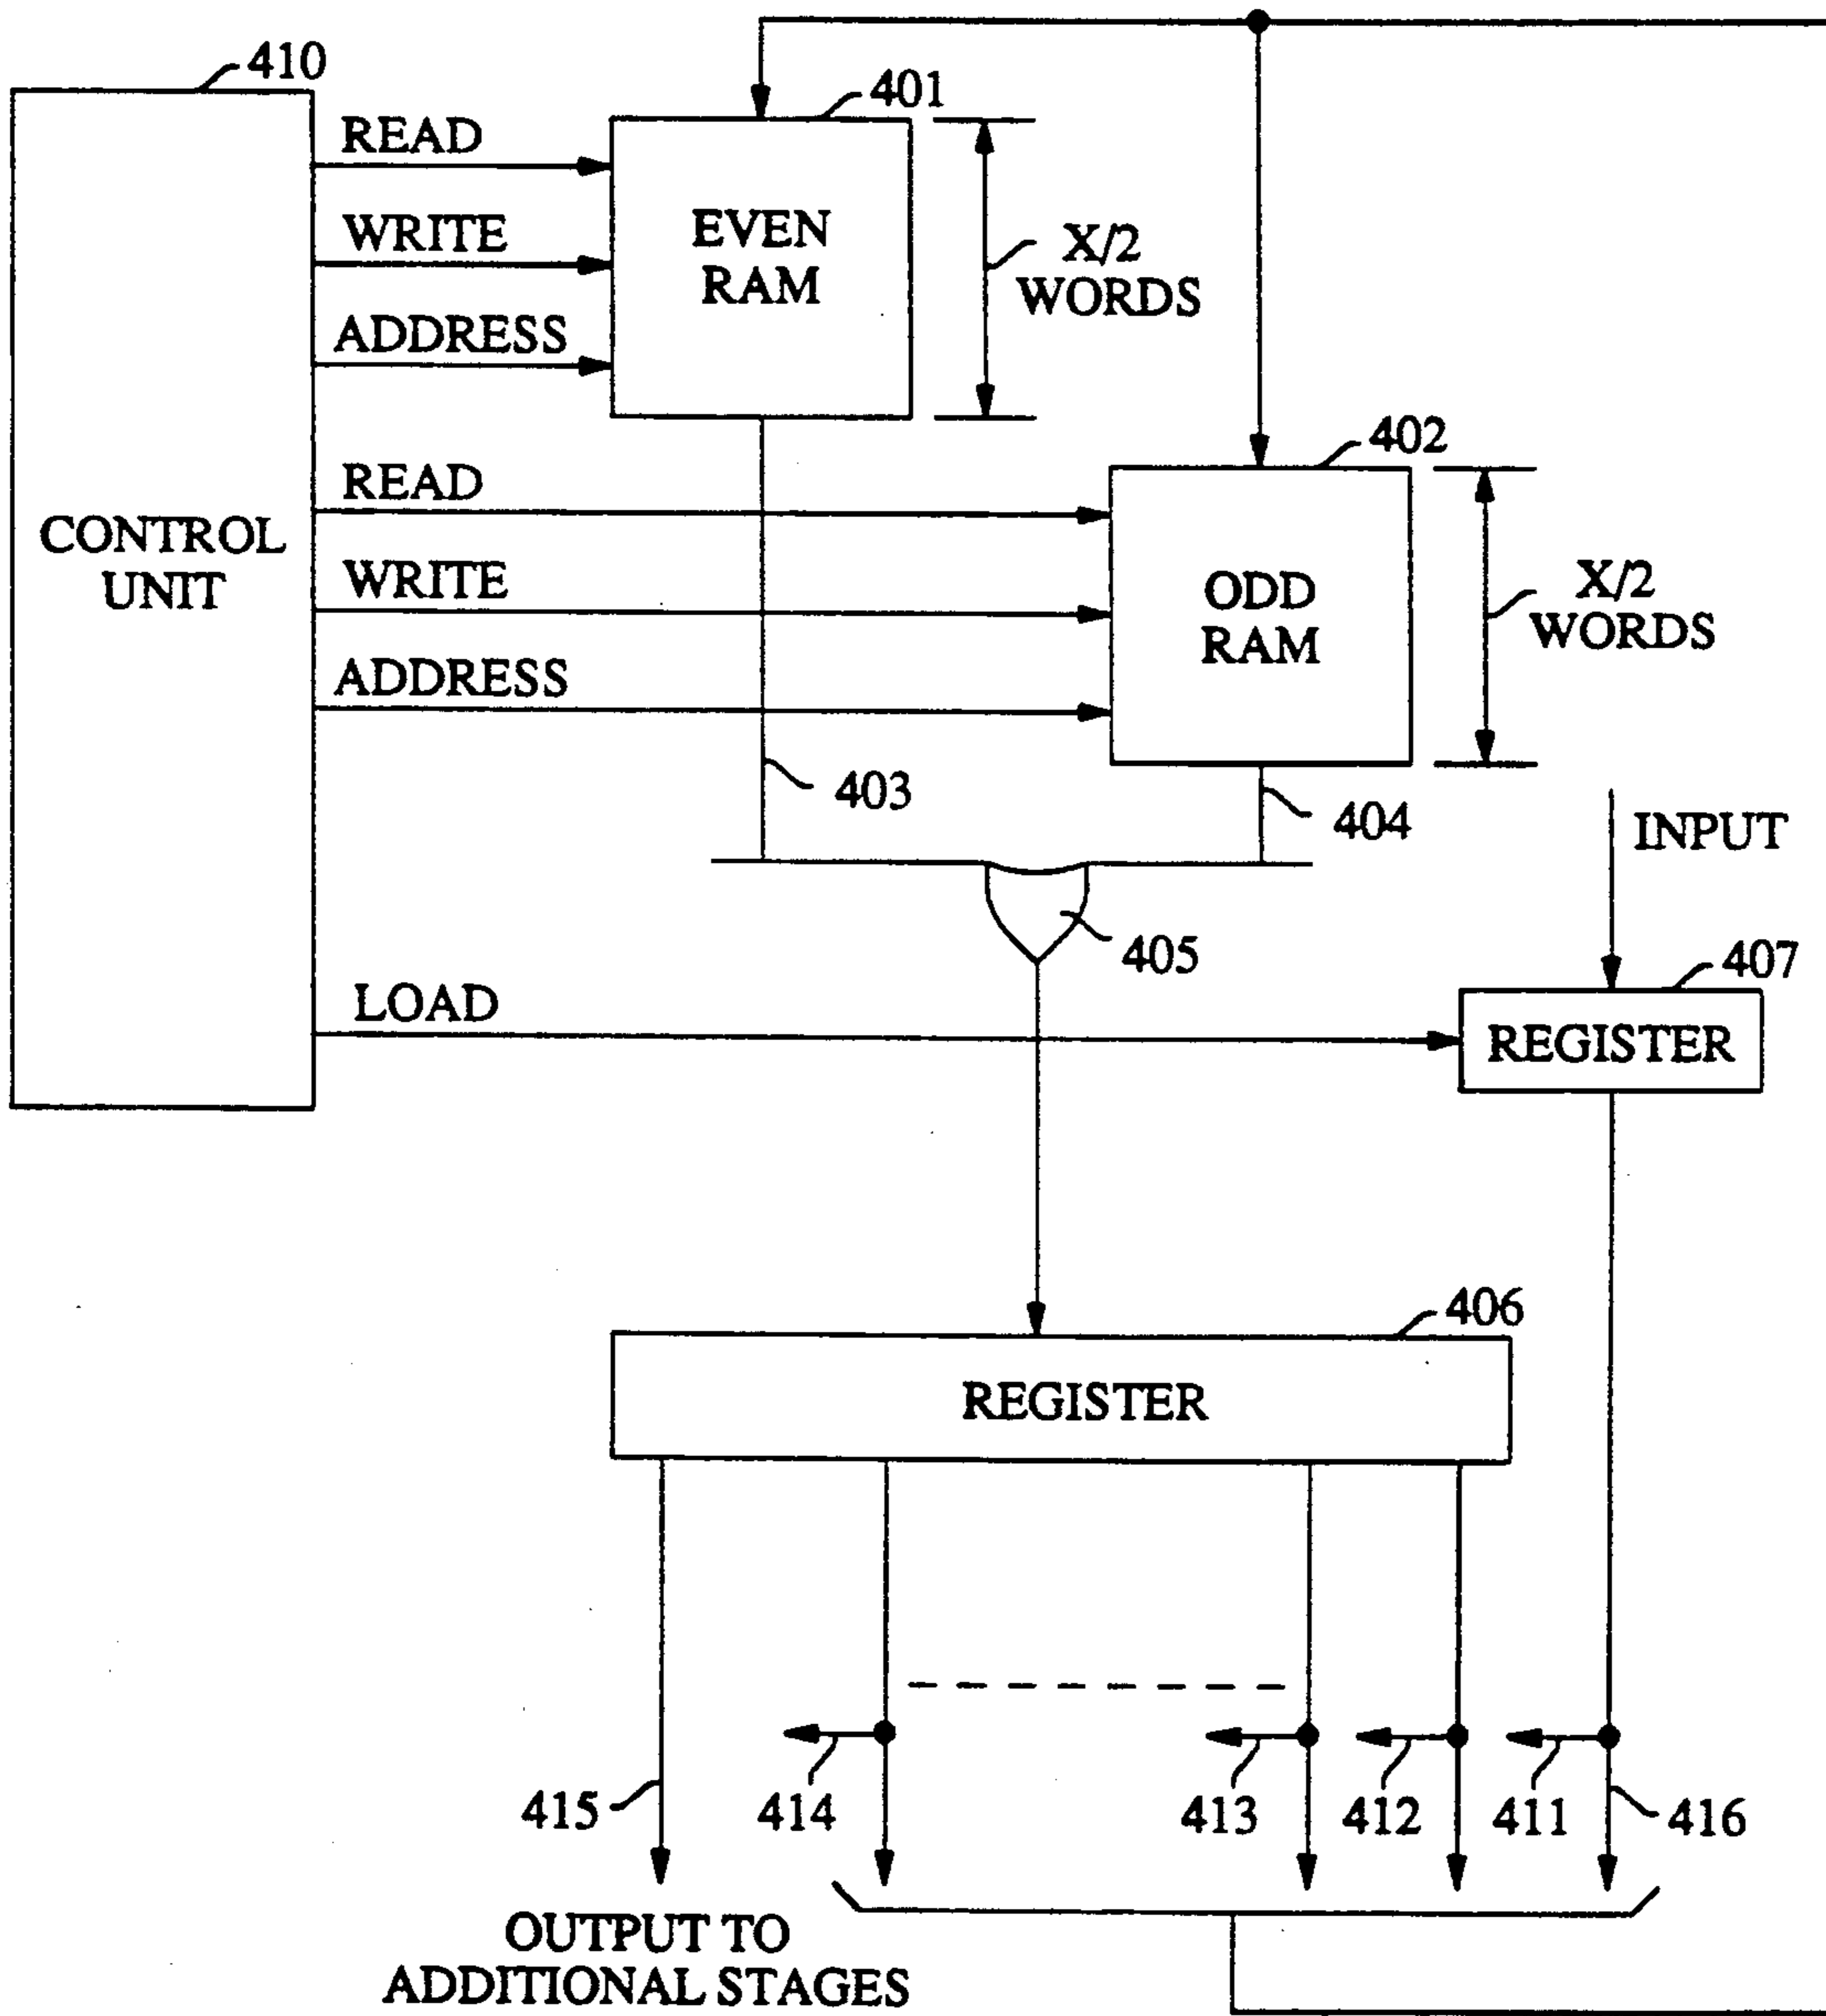 410
401
READ
WRITE
ADDRESS
EVEN
RAM
X/2
WORDS
402
READ
WRITE
ADDRESS
CONTROL
UNIT
ODD
RAM
X/2
WORDS
403
404
INPUT
405
407
LOAD
REGISTER
406
REGISTER
415
414
413
412
411
416
OUTPUT TO
ADDITIONAL STAGES